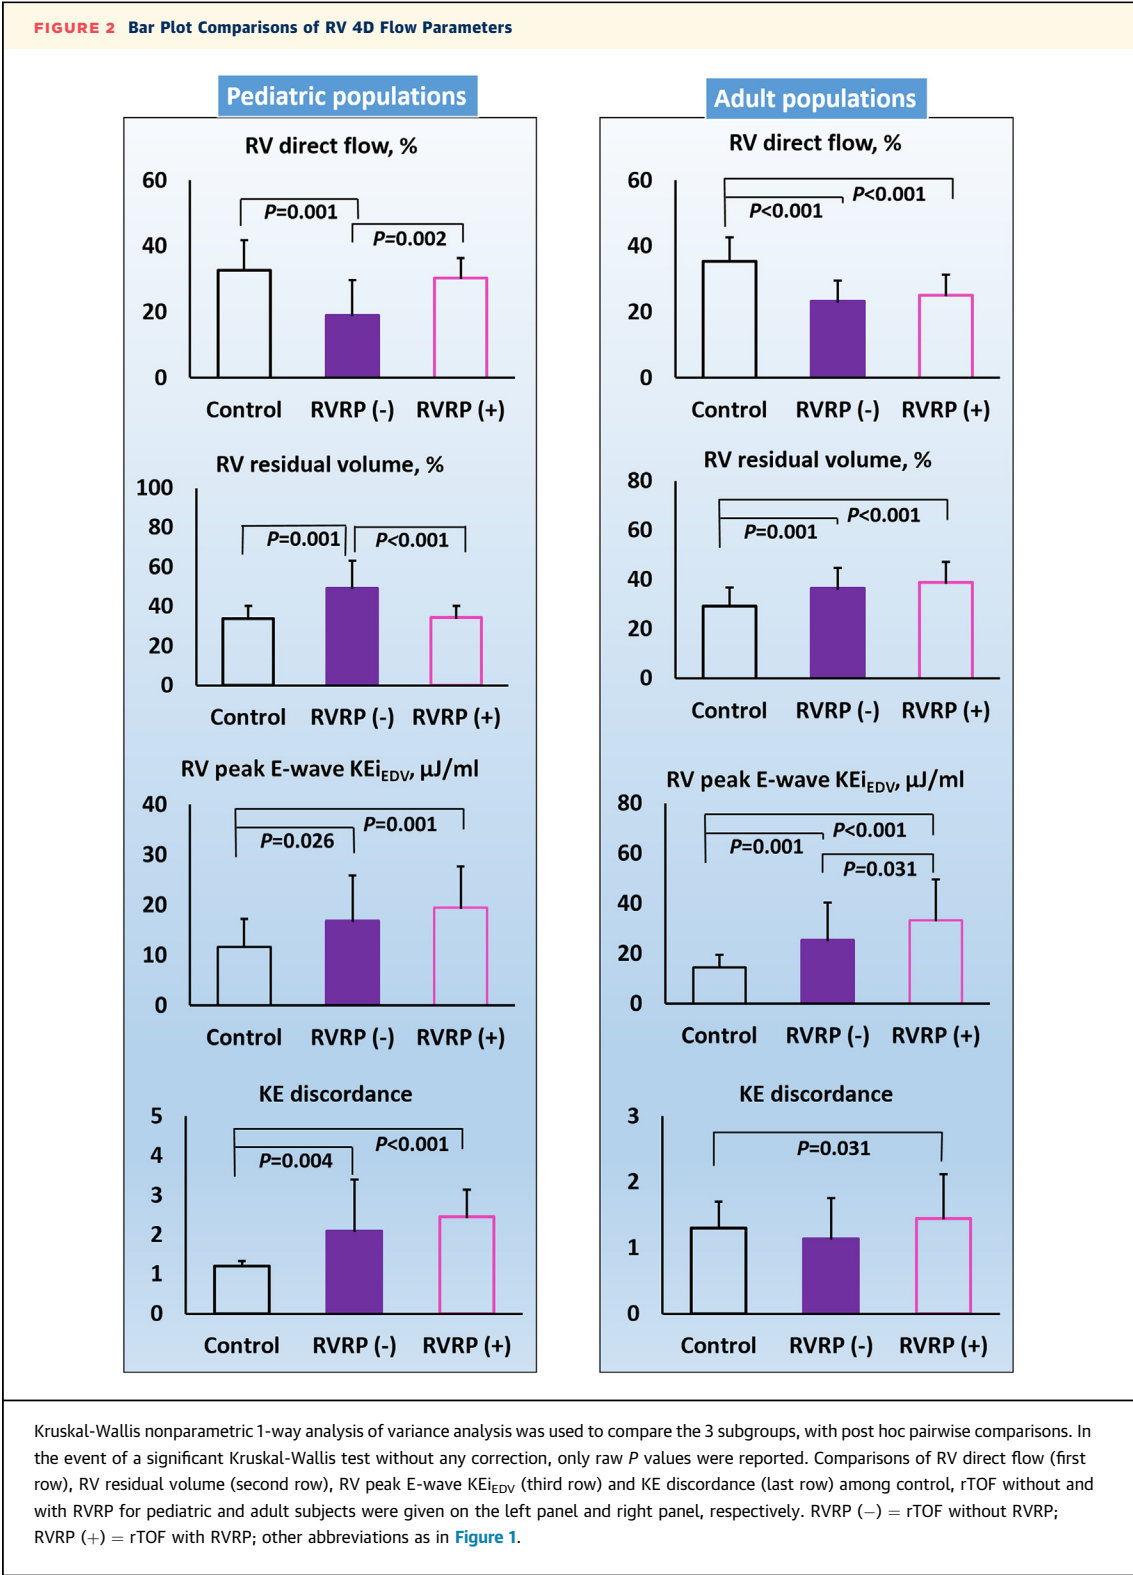 FIGURE 2 Bar Plot Comparisons of RV 4D Flow Parameters
Pediatric populations
RV direct flow, %
60
40
20
0
P=0.001
P=0.002
Control RVRP (-) RVRP (+)
RV residual volume, %
100
80
60
40
20
0
P=0.001
P<0.001
Control RVRP (-) RVRP (+)
RV peak E-wave KEiEDV, µJ/ml
40
30
20
10
0
P=0.001
P=0.026
Control RVRP (-) RVRP (+)
KE discordance
5
4
3
2
1
0
P<0.001
P=0.004
Control RVRP (-) RVRP (+)
Adult populations
RV direct flow, %
60
40
20
0
P<0.001
P<0.001
Control RVRP (-) RVRP (+)
RV residual volume, %
80
60
40
20
0
P<0.001
P=0.001
Control RVRP (-) RVRP (+)
RV peak E-wave KEiEDV, µJ/ml
80
60
40
20
0
P<0.001
P=0.001
P=0.031
Control RVRP (-) RVRP (+)
KE discordance
3
2
1
0
P=0.031
Control RVRP (-) RVRP (+)
Kruskal-Wallis nonparametric 1-way analysis of variance analysis was used to compare the 3 subgroups, with post hoc pairwise comparisons. In
the event of a significant Kruskal-Wallis test without any correction, only raw P values were reported. Comparisons of RV direct flow (first
row), RV residual volume (second row), RV peak E-wave KEiEDV (third row) and KE discordance (last row) among control, rTOF without and
with RVRP for pediatric and adult subjects were given on the left panel and right panel, respectively. RVRP (−) = rTOF without RVRP;
RVRP (+) = rTOF with RVRP; other abbreviations as in Figure 1.